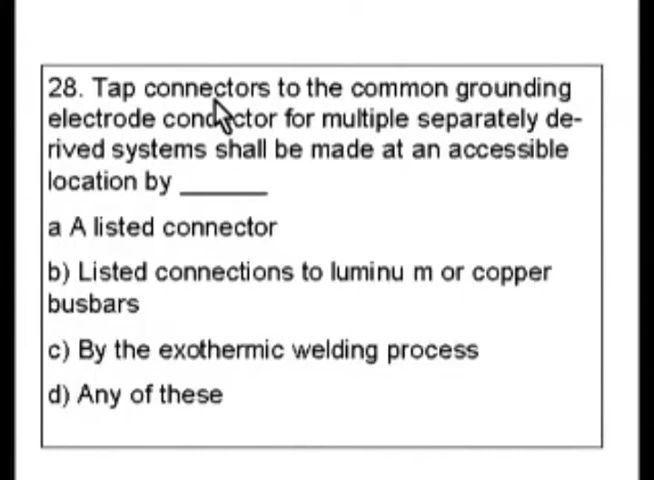 28. Tap connectors to the common grounding
electrode conductor for multiple separately de-
rived systems shall be made at an accessible
location by ______
a A listed connector
b) Listed connections to luminu m or copper
busbars
c) By the exothermic welding process
d) Any of these